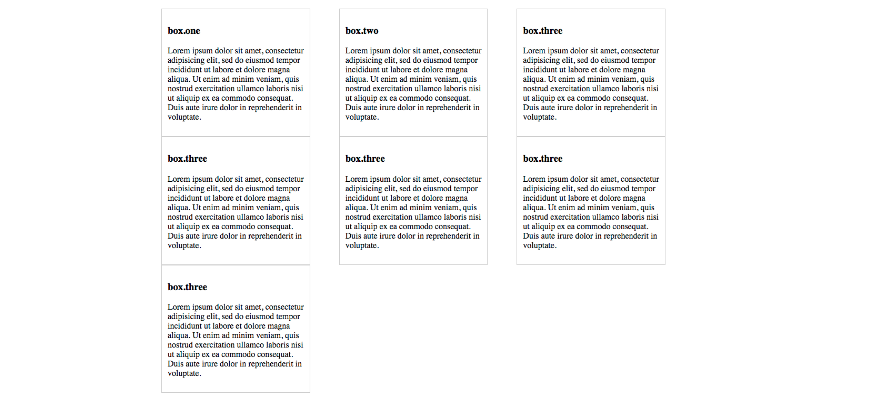 box.one
Lorem ipsum dolor sit amet, consectetur
adipisicing elit, sed do eiusmod tempor
incididunt ut labore et dolore magna
aliqua. Ut enim ad minim veniam, quis
nostrud exercitation ullamco laboris nisi
ut aliquip ex ea commodo consequat.
Duis aute irure dolor in reprehenderit in
voluptate.
box.two
Lorem ipsum dolor sit amet, consectetur
adipisicing elit, sed do eiusmod tempor
incididunt ut labore et dolore magna
aliqua. Ut enim ad minim veniam, quis
nostrud exercitation ullamco laboris nisi
ut aliquip ex ea commodo consequat.
Duis aute irure dolor in reprehenderit in
voluptate.
box.three
Lorem ipsum dolor sit amet, consectetur
adipisicing elit, sed do eiusmod tempor
incididunt ut labore et dolore magna
aliqua. Ut enim ad minim veniam, quis
nostrud exercitation ullamco laboris nisi
ut aliquip ex ea commodo consequat.
Duis aute irure dolor in reprehenderit in
voluptate.
box.three
Lorem ipsum dolor sit amet, consectetur
adipisicing elit, sed do eiusmod tempor
incididunt ut labore et dolore magna
aliqua. Ut enim ad minim veniam, quis
nostrud exercitation ullamco laboris nisi
ut aliquip ex ea commodo consequat.
Duis aute irure dolor in reprehenderit in
voluptate.
box.three
Lorem ipsum dolor sit amet, consectetur
adipisicing elit, sed do eiusmod tempor
incididunt ut labore et dolore magna
aliqua. Ut enim ad minim veniam, quis
nostrud exercitation ullamco laboris nisi
ut aliquip ex ea commodo consequat.
Duis aute irure dolor in reprehenderit in
voluptate.
box.three
Lorem ipsum dolor sit amet, consectetur
adipisicing elit, sed do eiusmod tempor
incididunt ut labore et dolore magna
aliqua. Ut enim ad minim veniam, quis
nostrud exercitation ullamco laboris nisi
ut aliquip ex ea commodo consequat.
Duis aute irure dolor in reprehenderit in
voluptate.
box.three
Lorem ipsum dolor sit amet, consectetur
adipisicing elit, sed do eiusmod tempor
incididunt ut labore et dolore magna
aliqua. Ut enim ad minim veniam, quis
nostrud exercitation ullamco laboris nisi
ut aliquip ex ea commodo consequat.
Duis aute irure dolor in reprehenderit in
voluptate.